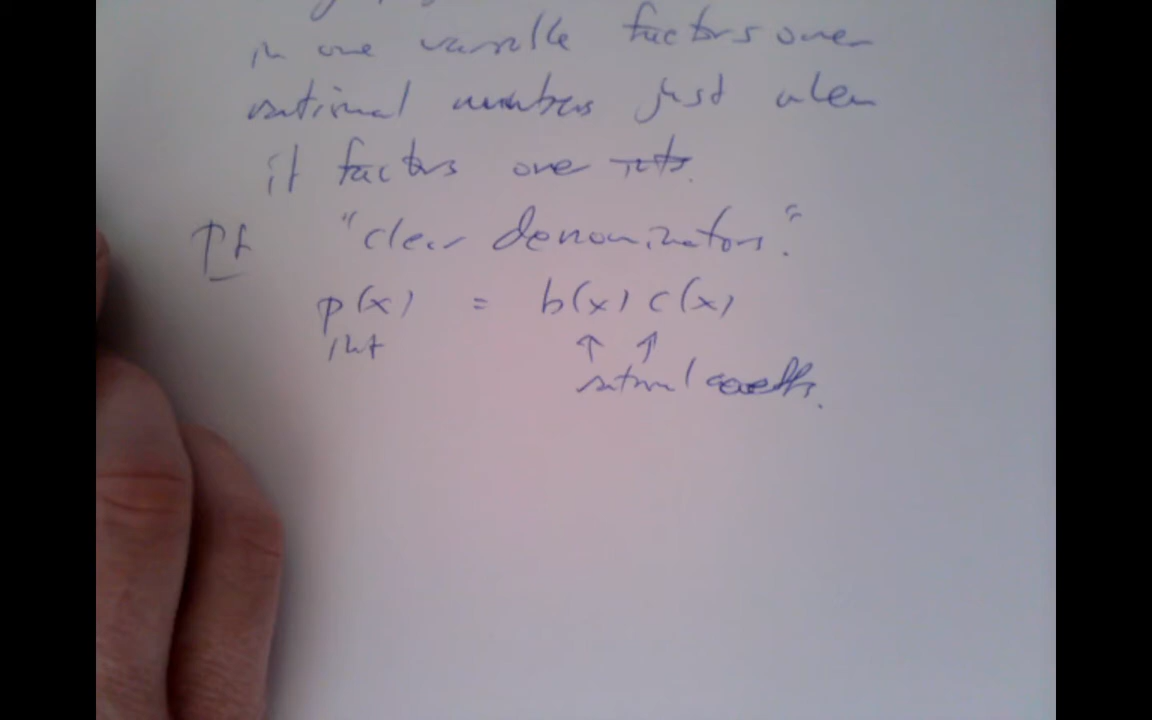 in one variable factors over
rational numbers just when
it factors over ints.
Pf "clear denominators."
p(x) = b(x) c(x)
int ↑ ↑
rational coeffs.